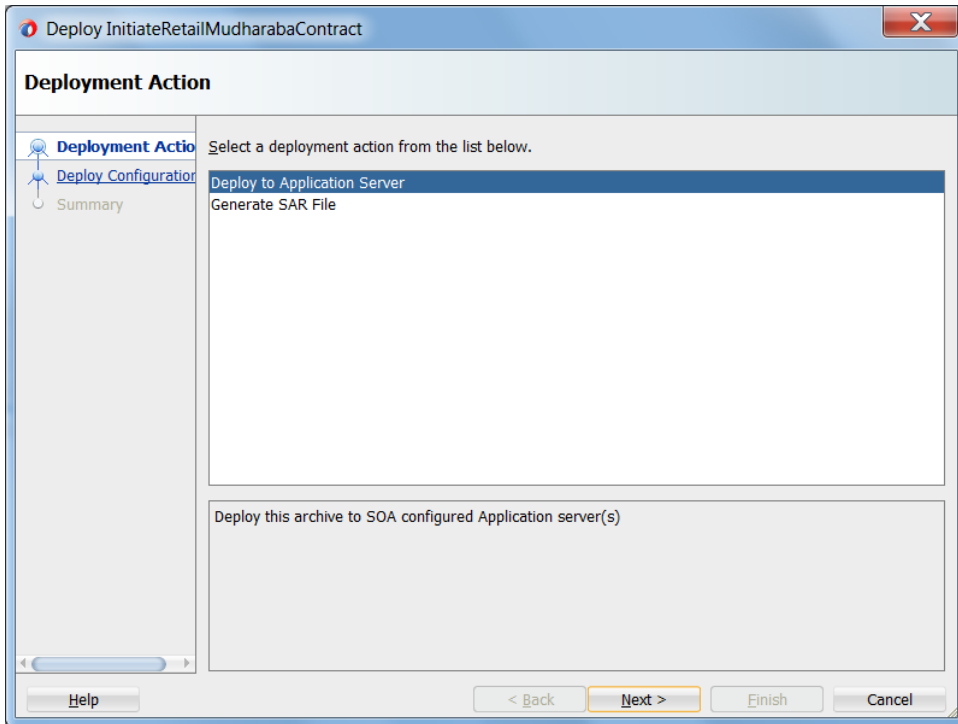 Deploy InitiateRetailMudharabaContract
Deployment Action
Deployment Actio
Deploy Configuration
Summary
Select a deployment action from the list below.
Deploy to Application Server
Generate SAR File
Deploy this archive to SOA configured Application server(s)
Help
< Back
Next >
Finish
Cancel